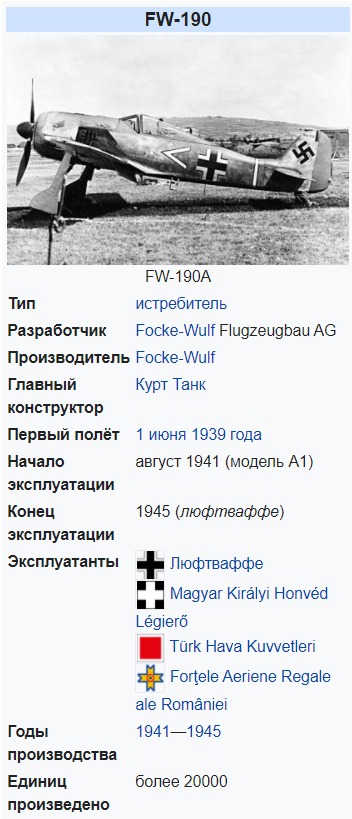 FW-190
FW-190A
Тип истребитель
Разработчик Focke-Wulf Flugzeugbau AG
Производитель Focke-Wulf
Главный конструктор Курт Танк
Первый полёт 1 июня 1939 года
Начало эксплуатации август 1941 (модель A1)
Конец эксплуатации 1945 (люфтваффе)
Эксплуатанты Люфтваффе
Magyar Királyi Honvéd
Légierő
Türk Hava Kuvvetleri
Forţele Aeriene Regale
ale României
Годы производства 1941—1945
Единиц произведено более 20000